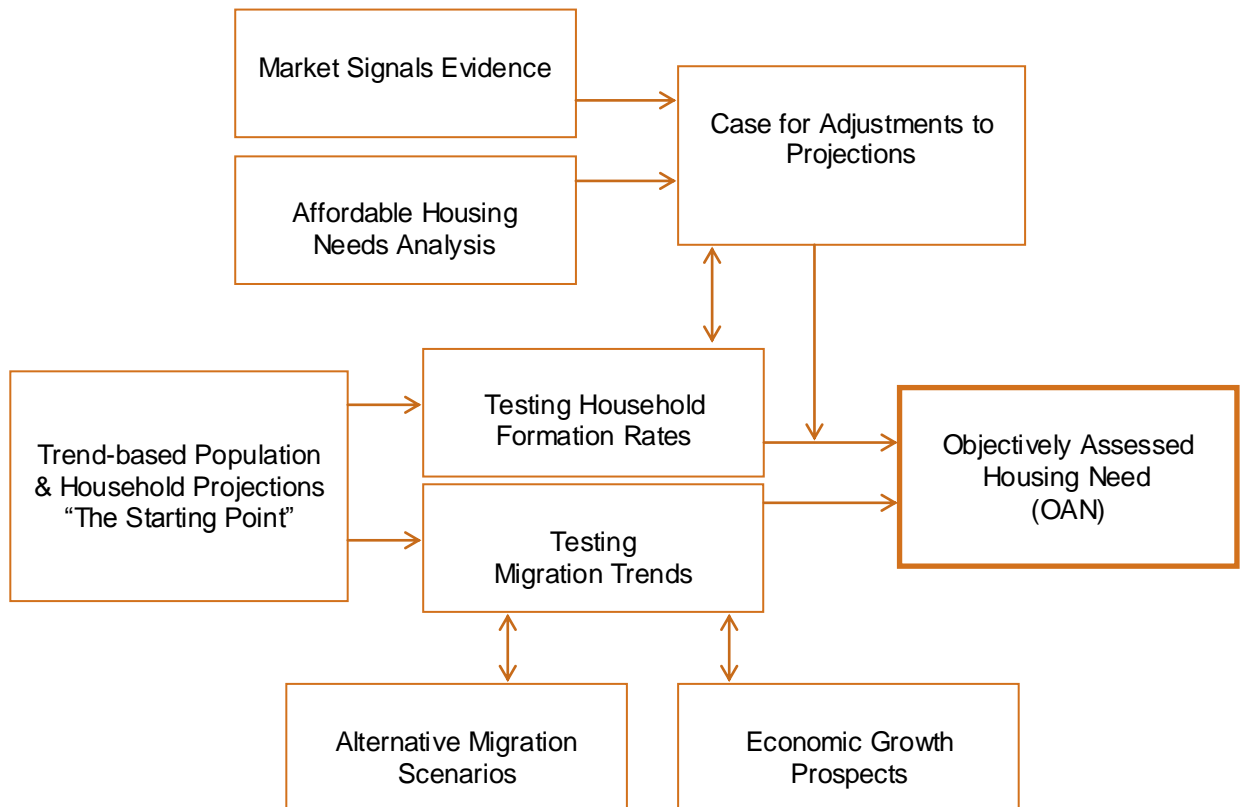 Market Signals Evidence
Case for Adjustments to
Projections
Affordable Housing
Needs Analysis
Testing Household
Formation Rates
Trend-based Population
& Household Projections
“The Starting Point”
Objectively Assessed
Housing Need
(OAN)
Testing
Migration Trends
Alternative Migration
Scenarios
Economic Growth
Prospects